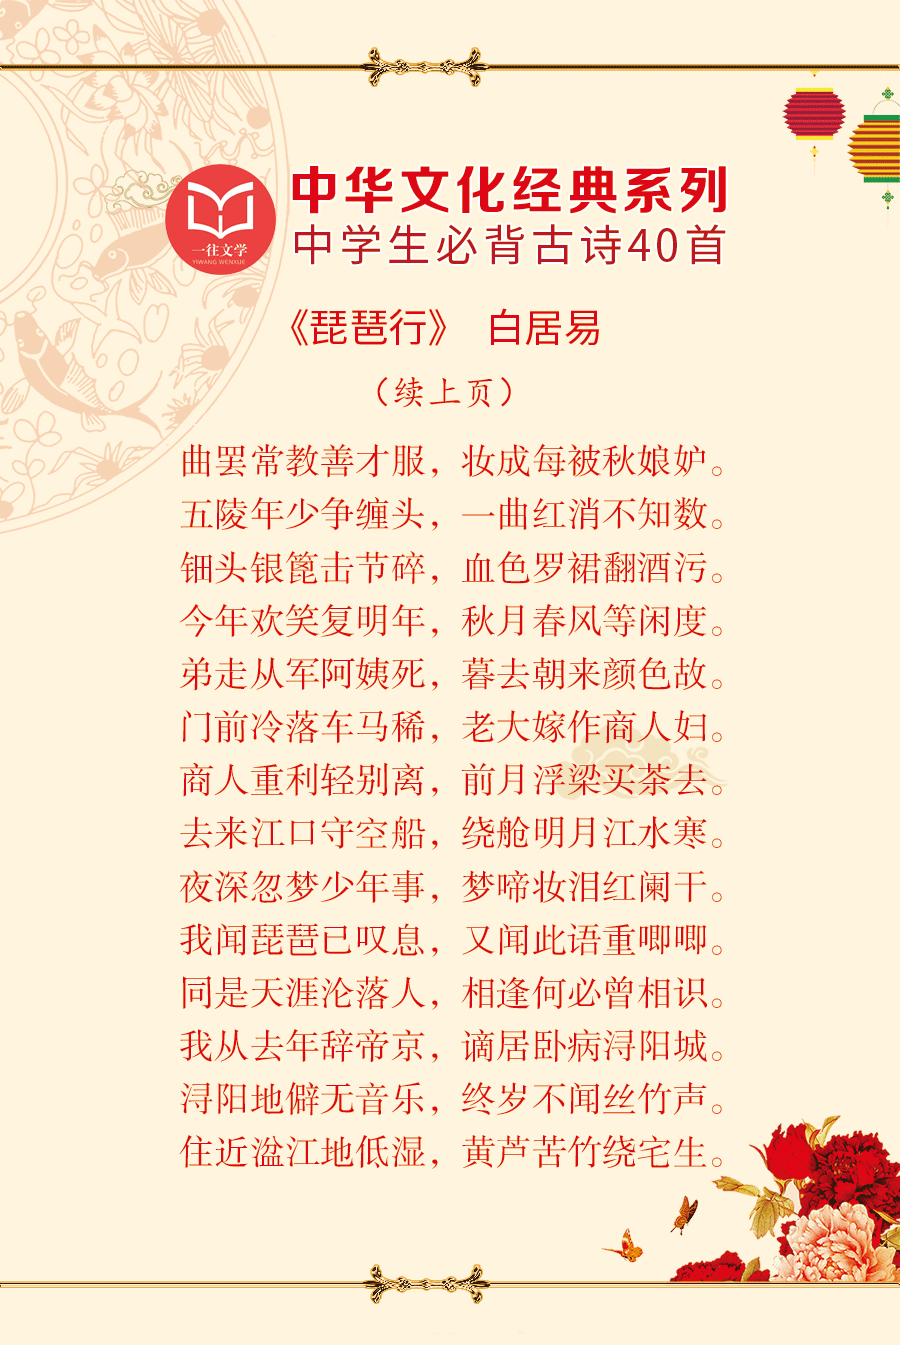 中华文化经典系列
中学生必背古诗40首
一往文学
YIWANG WENXUE
《琵琶行》 白居易
（续上页）
曲罢常教善才服，妆成每被秋娘妒。
五陵年少争缠头，一曲红消不知数。
钿头银篦击节碎，血色罗裙翻酒污。
今年欢笑复明年，秋月春风等闲度。
弟走从军阿姨死，暮去朝来颜色故。
门前冷落车马稀，老大嫁作商人妇。
商人重利轻别离，前月浮梁买茶去。
去来江口守空船，绕舱明月江水寒。
夜深忽梦少年事，梦啼妆泪红阑干。
我闻琵琶已叹息，又闻此语重唧唧。
同是天涯沦落人，相逢何必曾相识。
我从去年辞帝京，谪居卧病浔阳城。
浔阳地僻无音乐，终岁不闻丝竹声。
住近湓江地低湿，黄芦苦竹绕宅生。